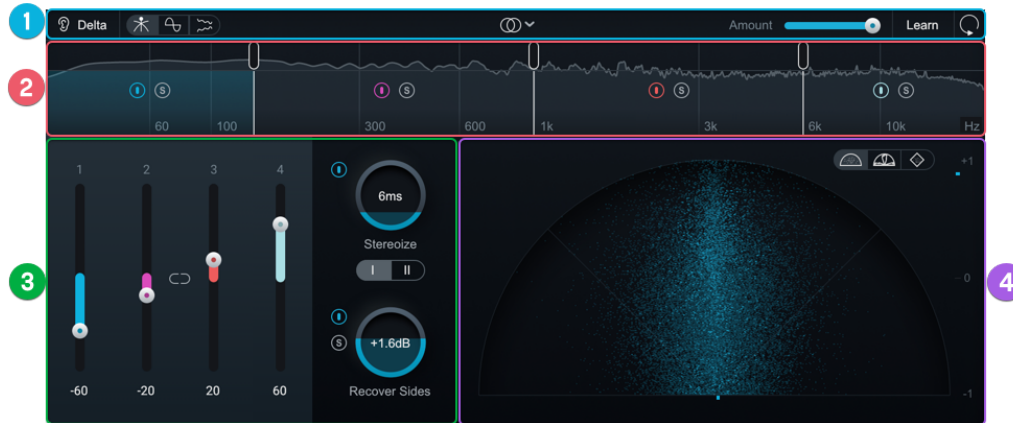 1
Delta
Amount
Learn
2
S
S
S
S
60 100 300 600 1k 3k 6k 10k Hz
3
1 2 3 4
6ms
Stereoize
I II
S
+1.6dB
Recover Sides
-60 -20 20 60
4
+1
0
-1